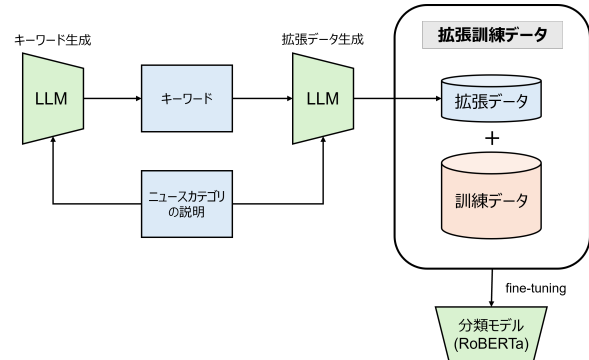 キーワード生成
LLM
キーワード
拡張データ生成
LLM
ニュースカテゴリ
の説明
拡張訓練データ
拡張データ
+
訓練データ
fine-tuning
分類モデル
(RoBERTa)